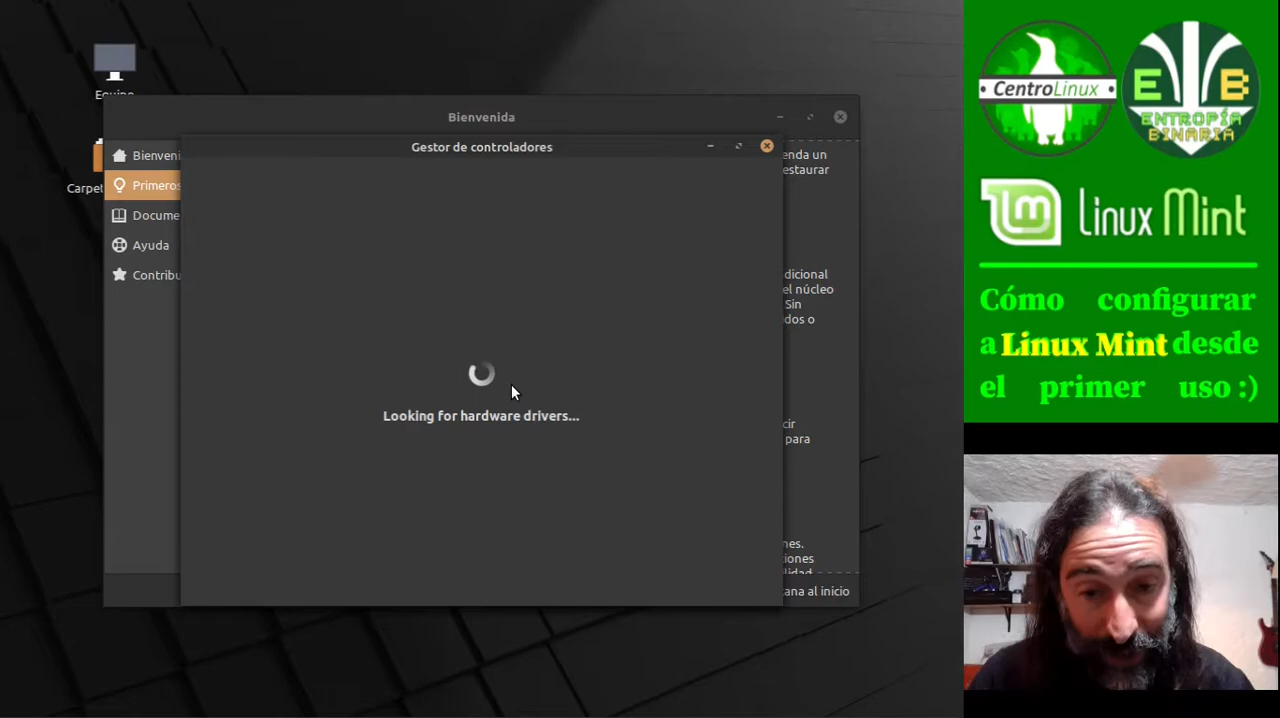 Equipo
Carpet
Bienvenida
Bienveni
Primeros
Docume
Ayuda
Contribu
Gestor de controladores
Looking for hardware drivers...
enda un
estaurar
dicional
el núcleo
Sin
dos o
cir
para
nes.
iones
lidad
ana al inicio
• CentroLinux •
E B
ENTROPÍA
BINARIA
Linux Mint
Cómo configurar
a Linux Mint desde
el primer uso :)